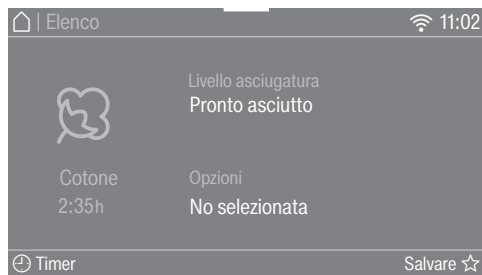 | Elenco 11:02
Livello asciugatura
Pronto asciutto
Cotone
2:35h
Opzioni
No selezionata
Timer Salvare